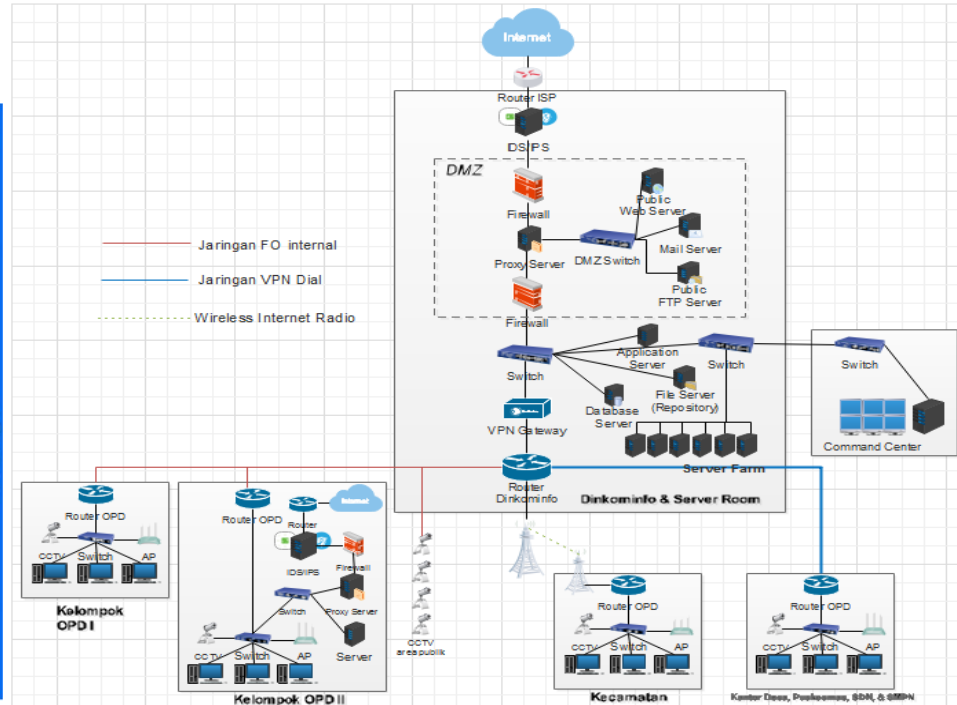 Internet
Router ISP
IDS/IPS
DMZ
Firewall
Public
Web Server
Mail Server
Proxy Server
DMZ Switch
Public
FTP Server
Firewall
Jaringan FO internal
Jaringan VPN Dial
Wireless Internet Radio
Switch
Application
Server
Switch
File Server
(Repository)
Database
Server
VPN Gateway
Server Farm
Router
Dinkominfo
Dinkominfo & Server Room
Switch
Command Center
Router OPD
CCTV
Switch
AP
Kelompok
OPD I
Router OPD
Router
Internet
IDS/IPS
Firewall
Switch
Proxy Server
Server
CCTV
Switch
AP
Kelompok OPD II
CCTV
area publik
Router OPD
CCTV
Switch
AP
Kecamatan
Router OPD
CCTV
Switch
AP
Kantor Desa, Puskesmas, SDN, & SMPN